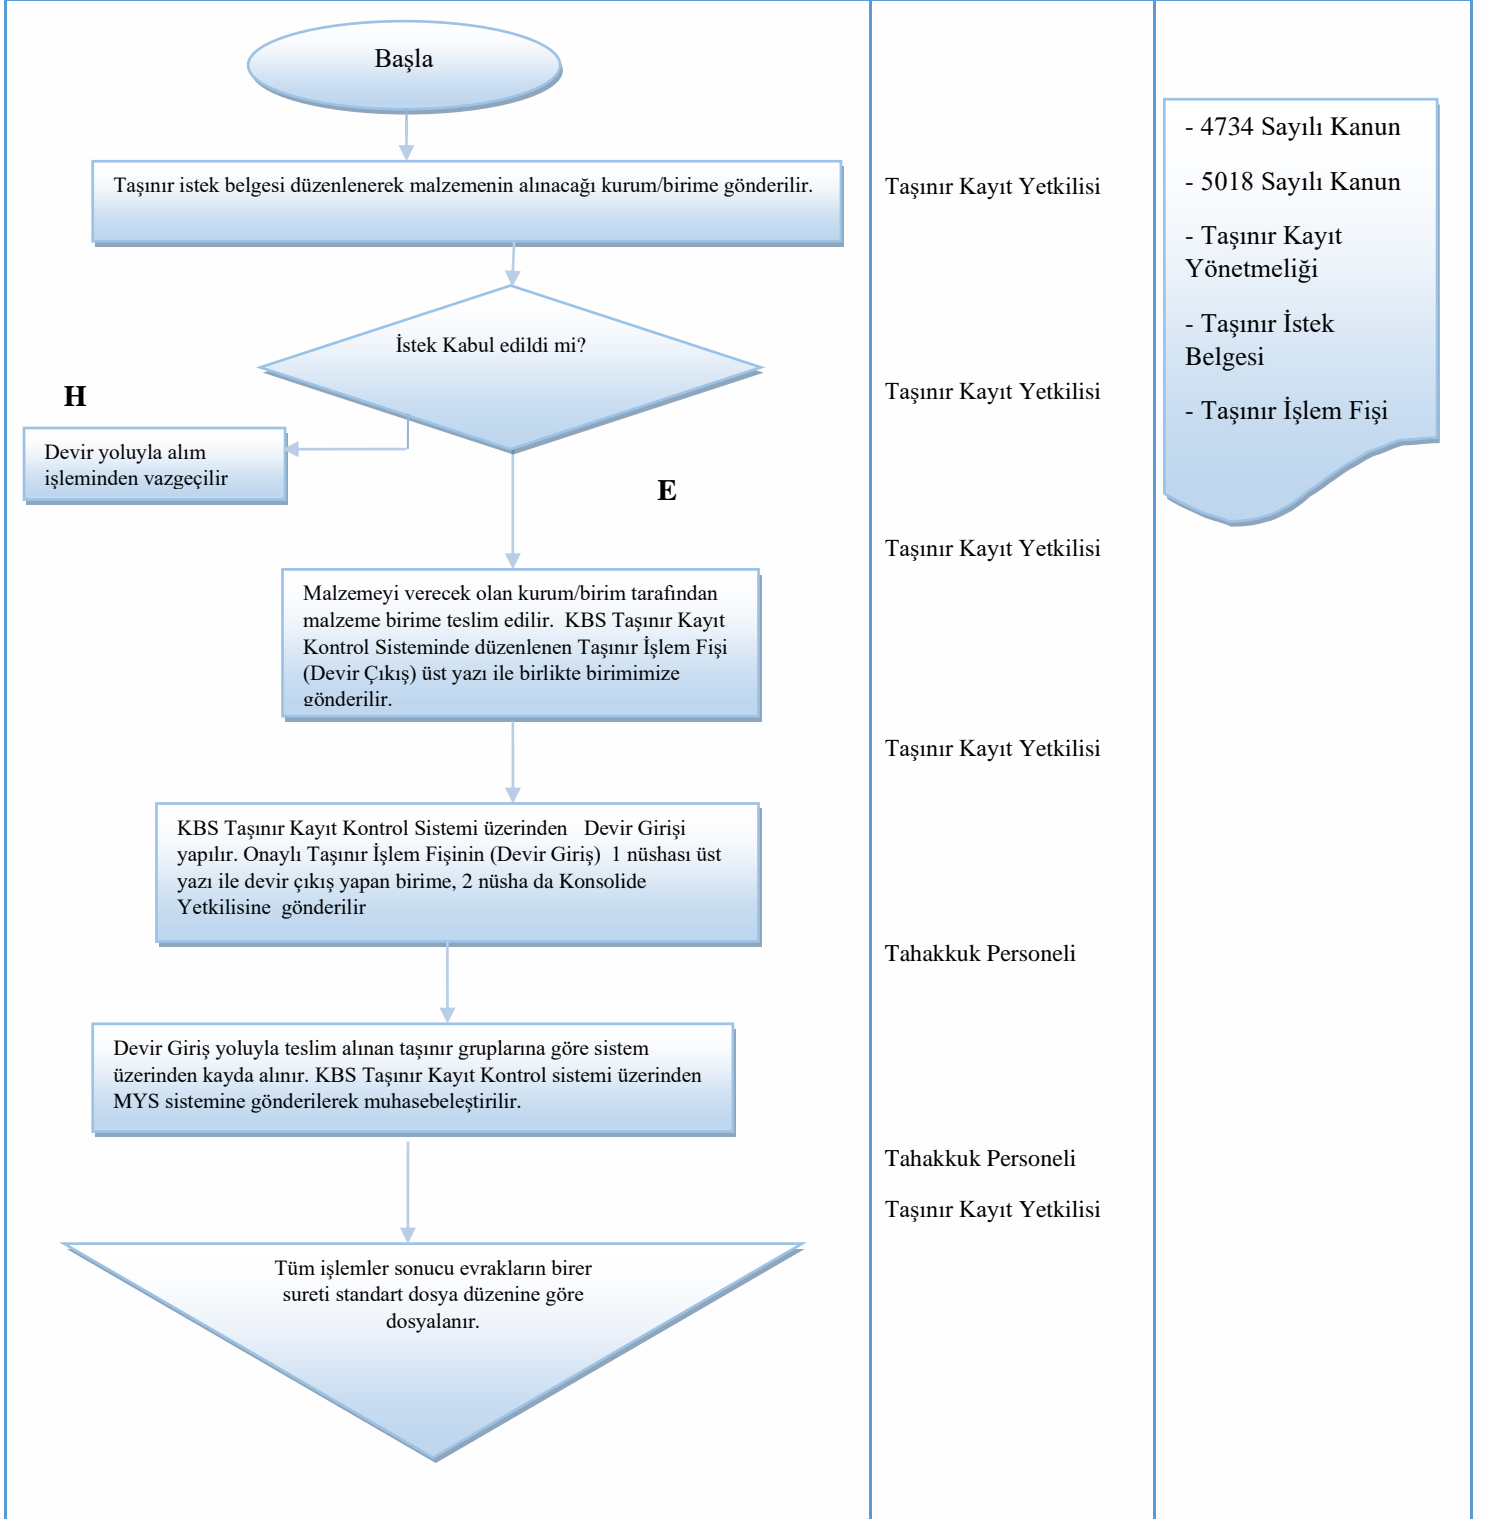 Başla
Taşınır istek belgesi düzenlenerek malzemenin alınacağı kurum/birime gönderilir.
İstek Kabul edildi mi?
H
Devir yoluyla alım
işleminden vazgeçilir
E
Malzemeyi verecek olan kurum/birim tarafından
malzeme birime teslim edilir. KBS Taşınır Kayıt
Kontrol Sisteminde düzenlenen Taşınır İşlem Fişi
(Devir Çıkış) üst yazı ile birlikte birimimize
gönderilir.
KBS Taşınır Kayıt Kontrol Sistemi üzerinden Devir Girişi
yapılır. Onaylı Taşınır İşlem Fişinin (Devir Giriş) 1 nüshası üst
yazı ile devir çıkış yapan birime, 2 nüsha da Konsolide
Yetkilisine gönderilir
Devir Giriş yoluyla teslim alınan taşınır gruplarına göre sistem
üzerinden kayda alınır. KBS Taşınır Kayıt Kontrol sistemi üzerinden
MYS sistemine gönderilerek muhasebeleştirilir.
Tüm işlemler sonucu evrakların birer
sureti standart dosya düzenine göre
dosyalanır.
Taşınır Kayıt Yetkilisi
Taşınır Kayıt Yetkilisi
Taşınır Kayıt Yetkilisi
Taşınır Kayıt Yetkilisi
Tahakkuk Personeli
Tahakkuk Personeli
Taşınır Kayıt Yetkilisi
- 4734 Sayılı Kanun
- 5018 Sayılı Kanun
- Taşınır Kayıt
Yönetmeliği
- Taşınır İstek
Belgesi
- Taşınır İşlem Fişi